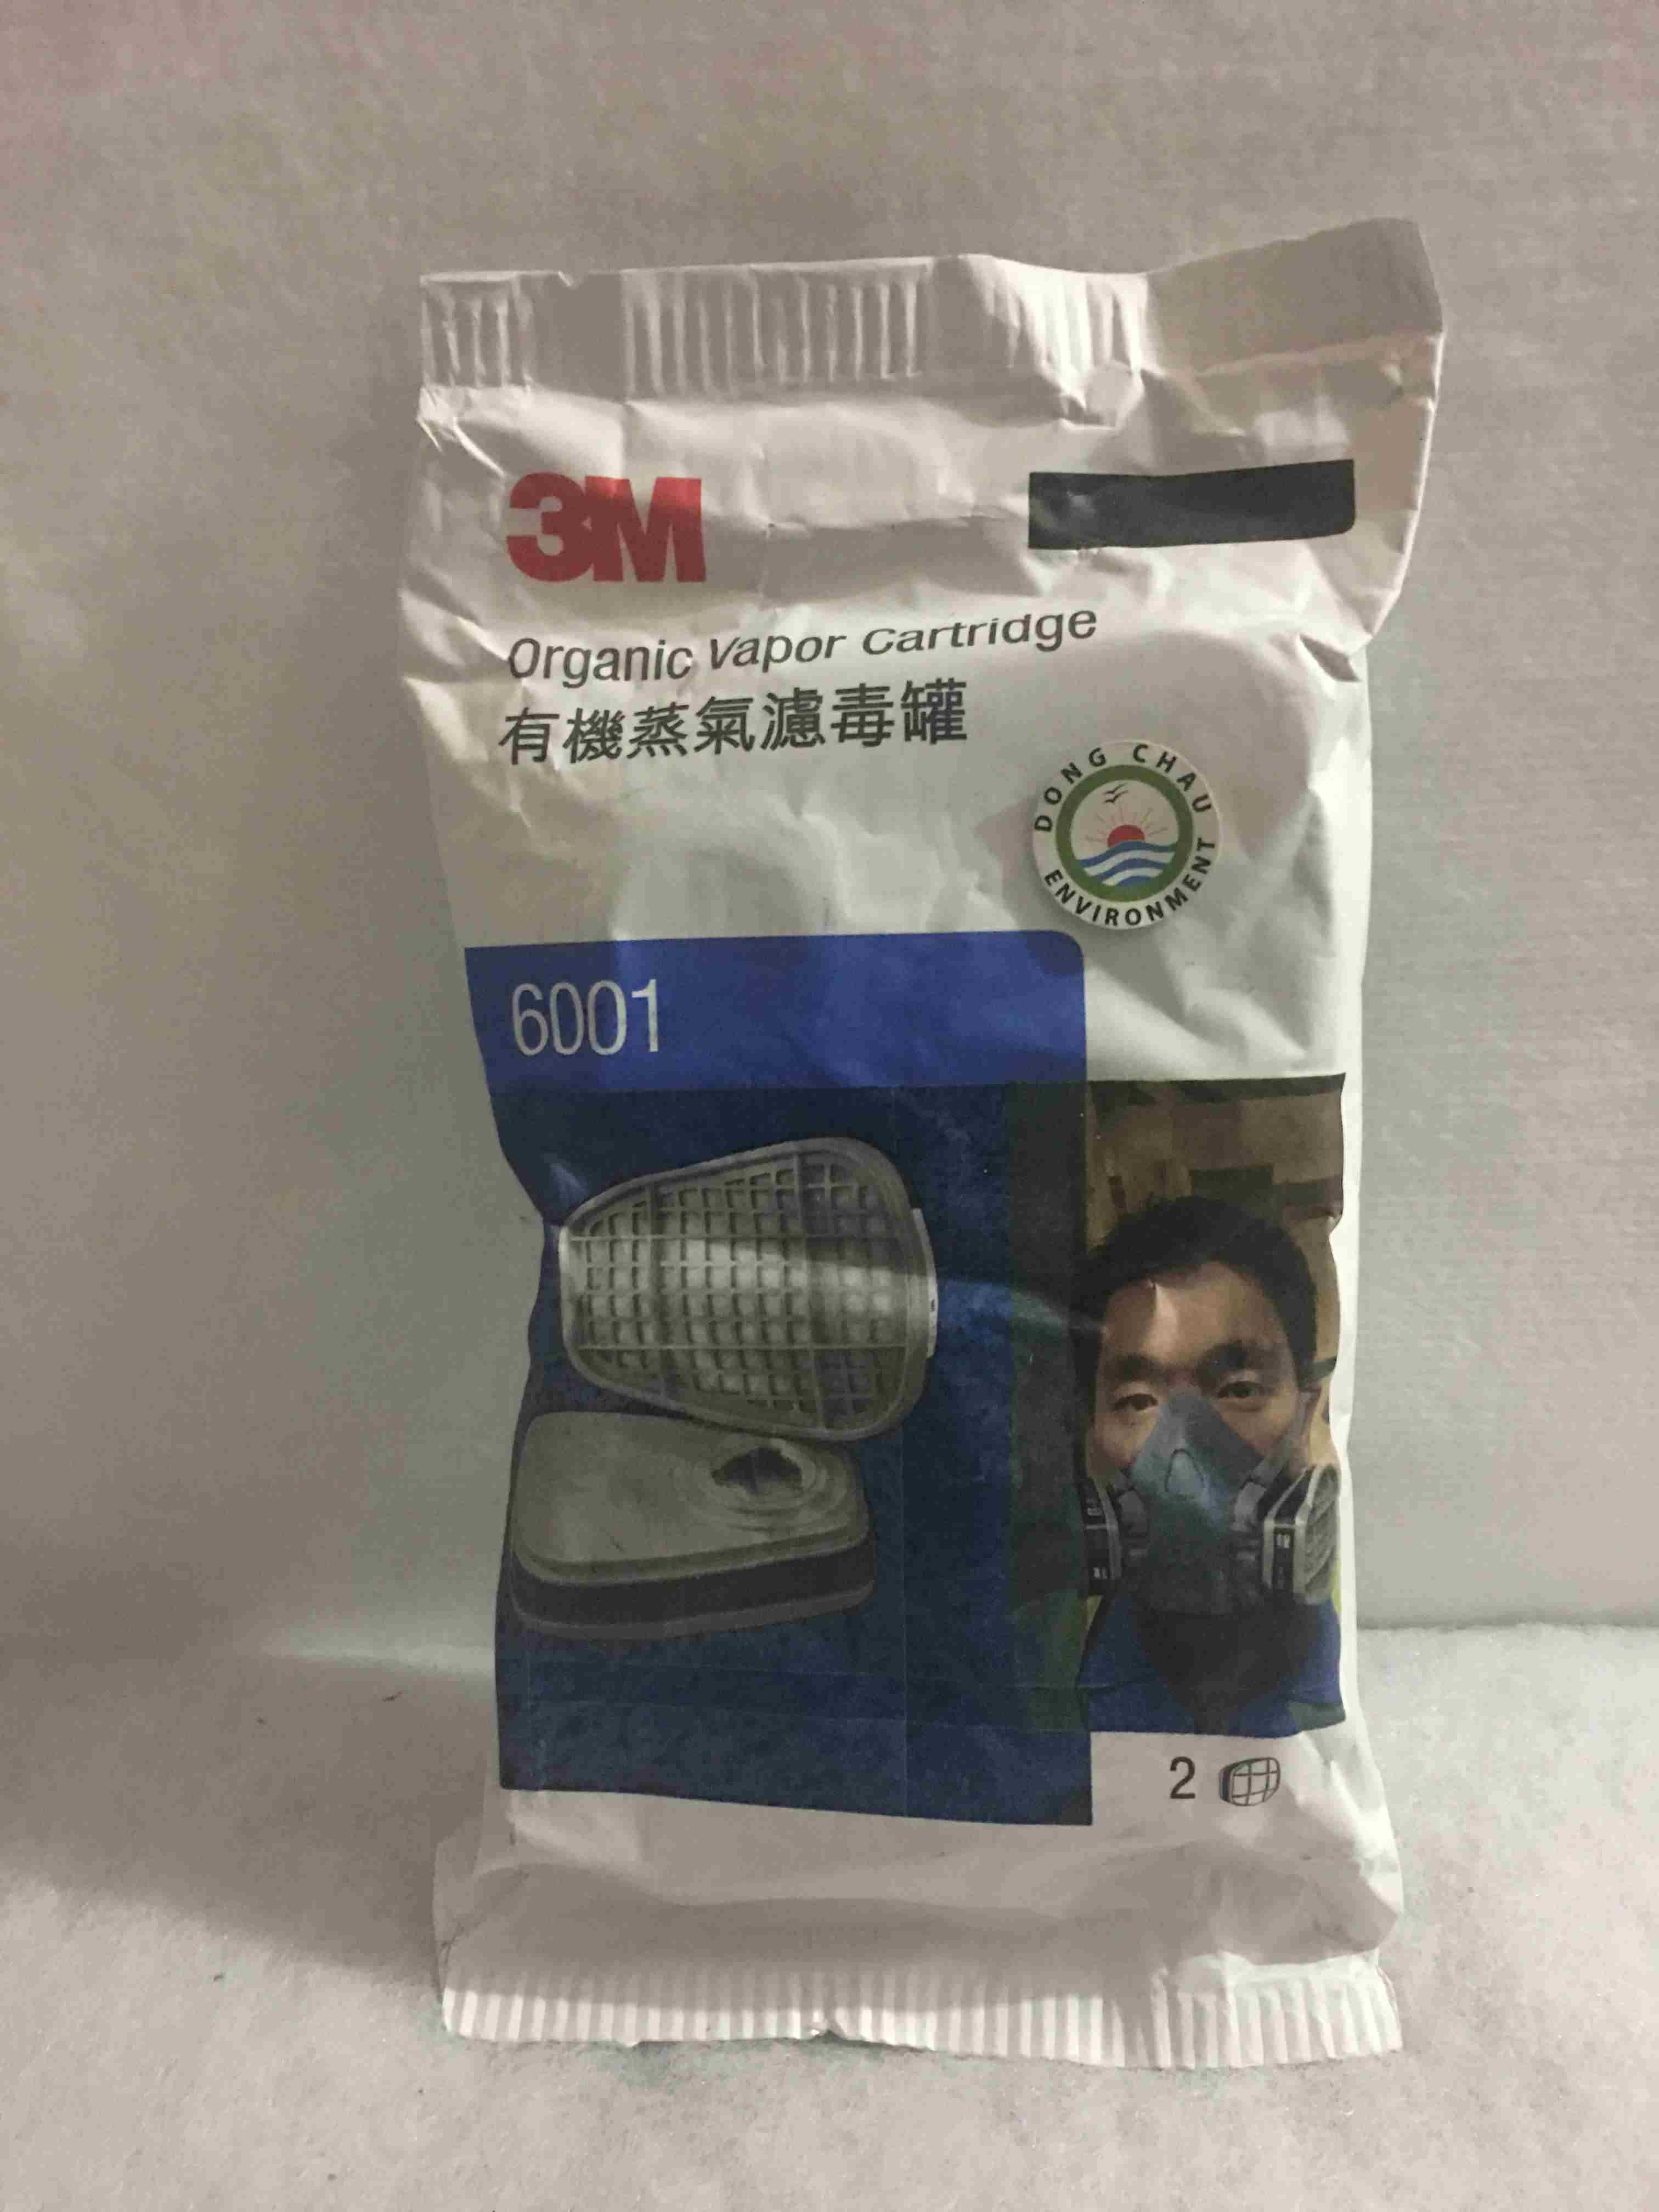 3M
Organic Vapor Cartridge
有機蒸氣濾毒罐
DONG CHAU
ENVIRONMENT
6001
2